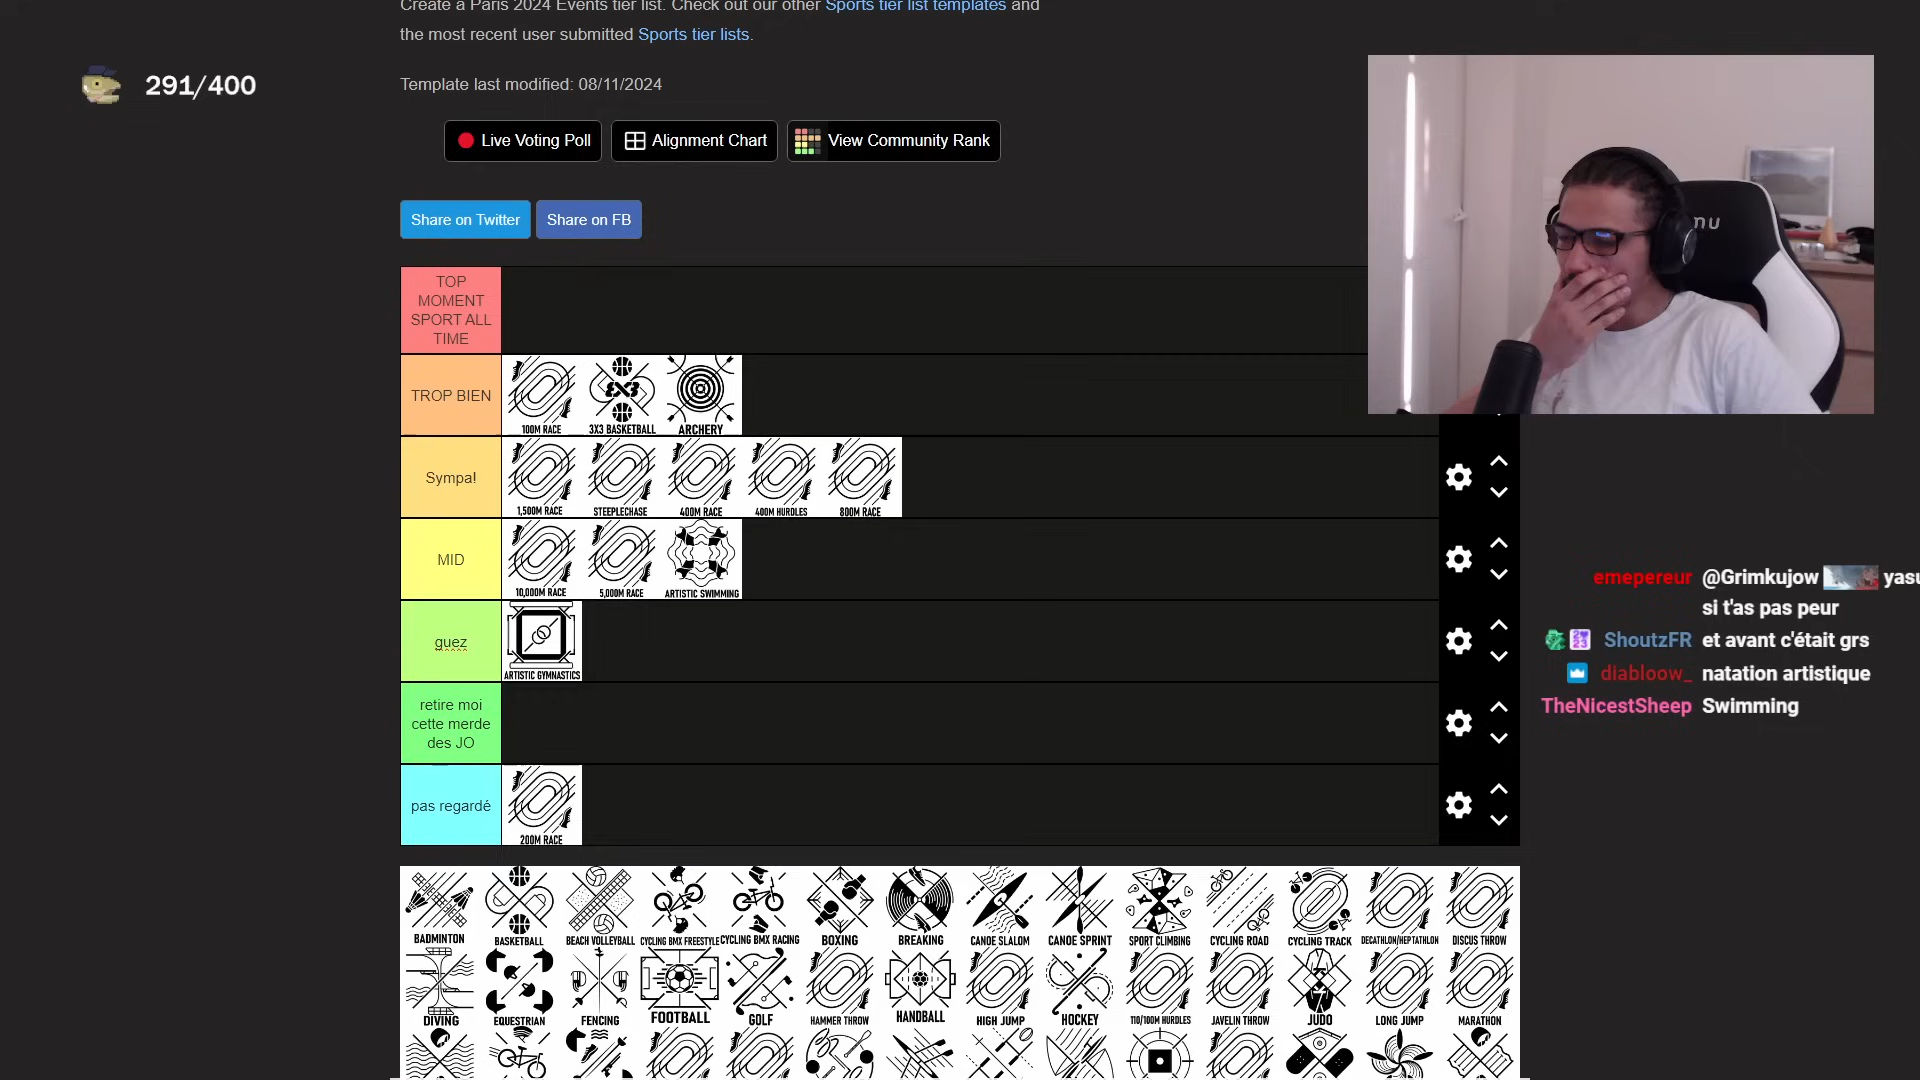 Create a Paris 2024 Events tier list. Check out our other Sports tier list templates and
the most recent user submitted Sports tier lists.
291/400
Template last modified: 08/11/2024
Live Voting Poll
Alignment Chart
View Community Rank
Share on Twitter
Share on FB
TOP
MOMENT
SPORT ALL
TIME
TROP BIEN
100M RACE
3X3
3X3 BASKETBALL
ARCHERY
Sympa!
1,500M RACE
STEEPLECHASE
400M RACE
400M HURDLES
800M RACE
MID
10,000M RACE
5,000M RACE
ARTISTIC SWIMMING
guez
ARTISTIC GYMNASTICS
retire moi
cette merde
des JO
pas regardé
200M RACE
emepereur @Grimkujow yasu
si t'as pas peur
ShoutzFR et avant c'était grs
diabloow_ natation artistique
TheNicestSheep Swimming
BADMINTON
BASKETBALL
BEACH VOLLEYBALL
CYCLING BMX FREESTYLE
CYCLING BMX RACING
BOXING
BREAKING
CANOE SLALOM
CANOE SPRINT
SPORT CLIMBING
CYCLING ROAD
CYCLING TRACK
DECATHLON/HEPTATHLON
DISCUS THROW
DIVING
EQUESTRIAN
FENCING
FOOTBALL
GOLF
HAMMER THROW
HANDBALL
HIGH JUMP
HOCKEY
110/100M HURDLES
JAVELIN THROW
JUDO
LONG JUMP
MARATHON